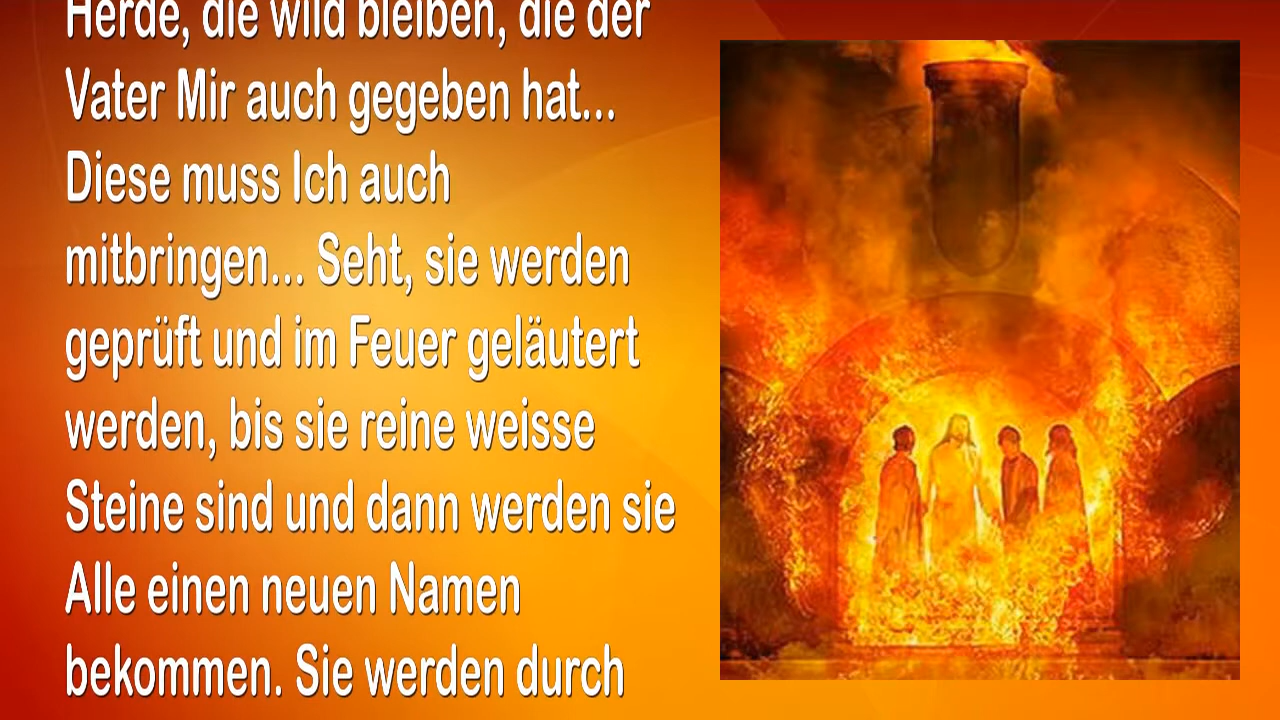 Herde, die wild bleiben, die der
Vater Mir auch gegeben hat...
Diese muss Ich auch
mitbringen... Seht, sie werden
geprüft und im Feuer geläutert
werden, bis sie reine weisse
Steine sind und dann werden sie
Alle einen neuen Namen
bekommen. Sie werden durch